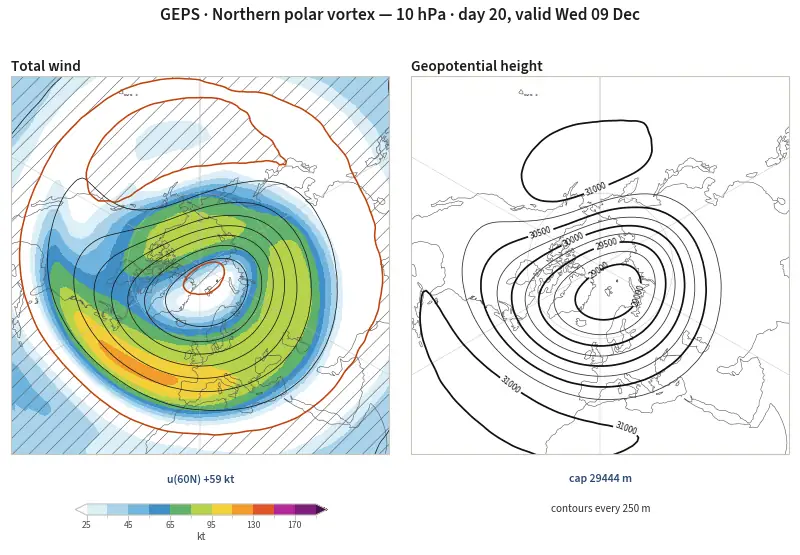 GEPS · Northern polar vortex — 10 hPa · day 20, valid Wed 09 Dec
Total wind
Geopotential height
31000
30500
30000
29500
29000
29000
31000
31000
u(60N) +59 kt
cap 29444 m
contours every 250 m
25 45 65 95 130 170
kt